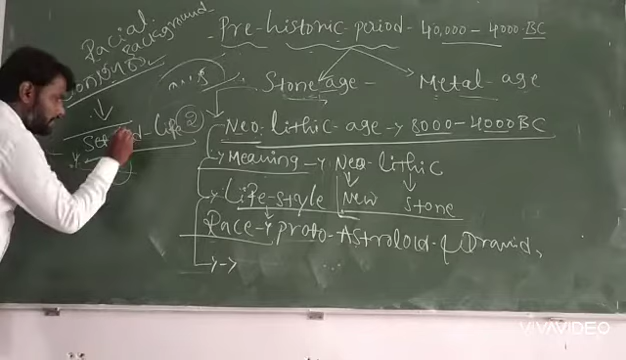 Pre-historic period - 40,000 - 4000 BC
Racial
background
Stone age - Metal age
Life ②
Neo-lithic age → 8000 - 4000 BC
Meaning → Neo-lithic
Life-style New Stone
Race → Proto-Astroloid & Dravid,
VIVAVIDEO